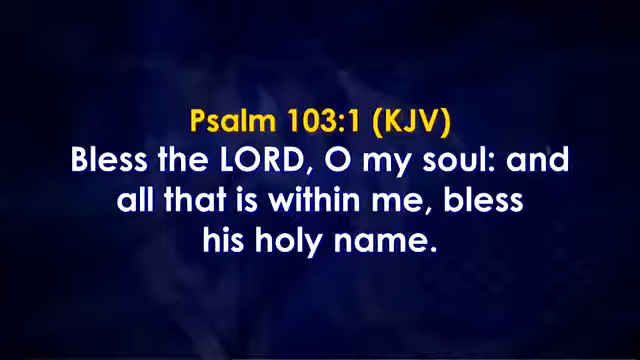 Psalm 103:1 (KJV)
Bless the LORD, O my soul: and
all that is within me, bless
his holy name.